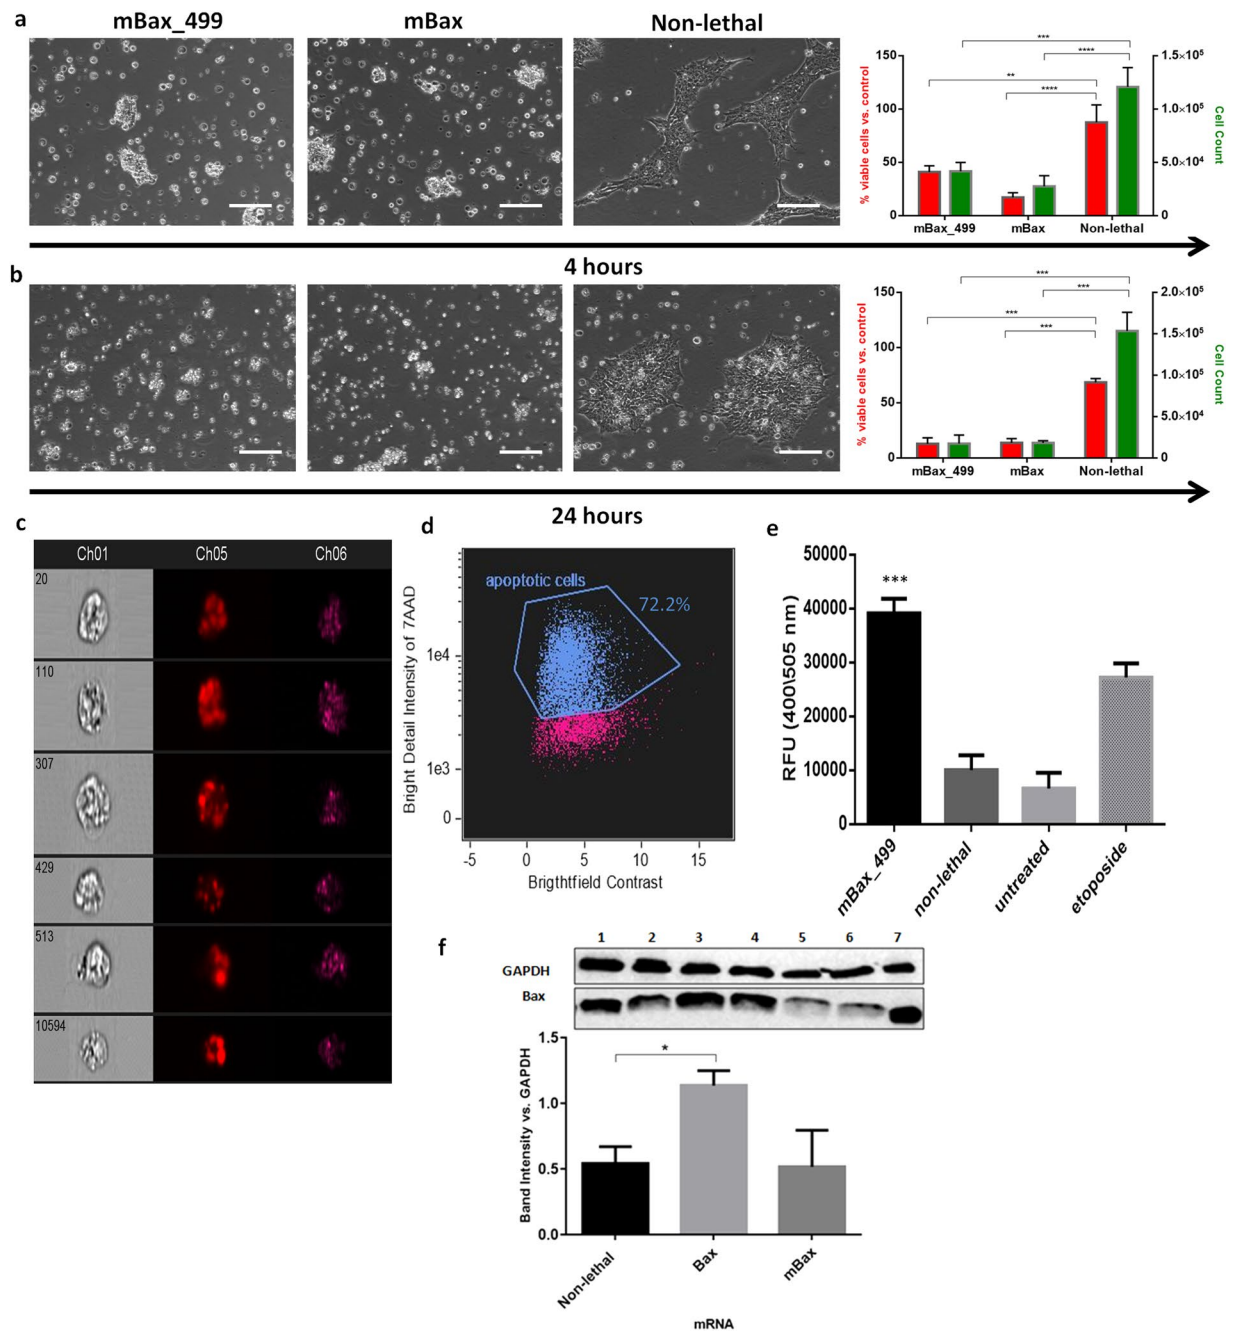 a
mBax_499
mBax
Non-lethal
% viable cells vs. control
150
100
50
0
***
****
**
****
1.5×10⁵
1.0×10⁵
5.0×10⁴
0
Cell Count
mBax_499
mBax
Non-lethal
4 hours
b
% viable cells vs. control
150
100
50
0
***
***
***
***
2.0×10⁵
1.5×10⁵
1.0×10⁵
5.0×10⁴
0
Cell Count
mBax_499
mBax
Non-lethal
24 hours
c
Ch01 Ch05 Ch06
20
110
307
429
513
10594
d
Bright Detail Intensity of 7AAD
apoptotic cells
72.2%
1e4
1e3
0
-5 0 5 10 15
Brigthtfield Contrast
e
RFU (400\505 nm)
50000
40000
30000
20000
10000
0
***
mBax_499
non-lethal
untreated
etoposide
f
1 2 3 4 5 6 7
GAPDH
Bax
Band Intensity vs. GAPDH
1.5
1.0
0.5
0.0
*
Non-lethal
Bax
mBax
mRNA